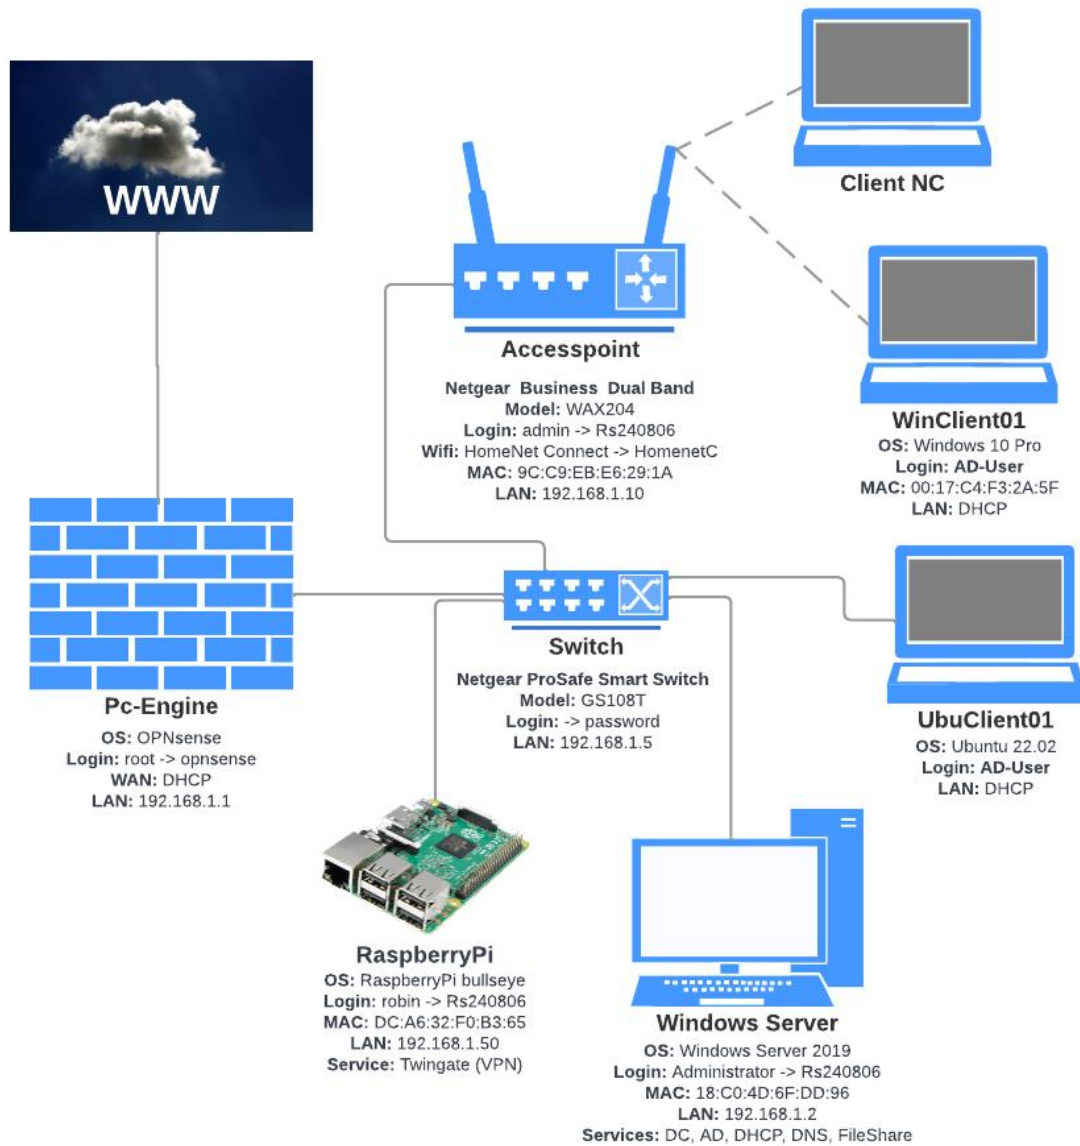 WWW
Client NC
Accesspoint
Netgear Business Dual Band
Model: WAX204
Login: admin -> Rs240806
Wifi: HomeNet Connect -> HomenetC
MAC: 9C:C9:EB:E6:29:1A
LAN: 192.168.1.10
WinClient01
OS: Windows 10 Pro
Login: AD-User
MAC: 00:17:C4:F3:2A:5F
LAN: DHCP
Pc-Engine
OS: OPNsense
Login: root -> opnsense
WAN: DHCP
LAN: 192.168.1.1
Switch
Netgear ProSafe Smart Switch
Model: GS108T
Login: -> password
LAN: 192.168.1.5
UbuClient01
OS: Ubuntu 22.02
Login: AD-User
LAN: DHCP
RaspberryPi
OS: RaspberryPi bullseye
Login: robin -> Rs240806
MAC: DC:A6:32:F0:B3:65
LAN: 192.168.1.50
Service: Twingate (VPN)
Windows Server
OS: Windows Server 2019
Login: Administrator -> Rs240806
MAC: 18:C0:4D:6F:DD:96
LAN: 192.168.1.2
Services: DC, AD, DHCP, DNS, FileShare